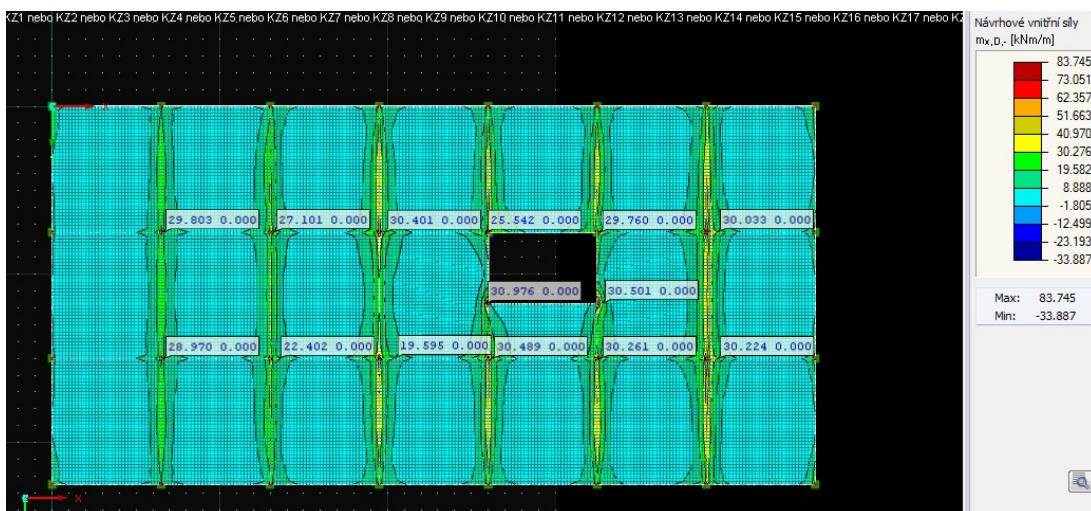 KZ1 nebo KZ2 nebo KZ3 nebo KZ4 nebo KZ5 nebo KZ6 nebo KZ7 nebo KZ8 nebo KZ9 nebo KZ10 nebo KZ11 nebo KZ12 nebo KZ13 nebo KZ14 nebo KZ15 nebo KZ16 nebo KZ17 nebo KZ
Návrhové vnitřní síly
mx,D,- [kNm/m]
83.745
73.051
62.357
51.663
40.970
30.276
19.582
8.888
-1.805
-12.499
-23.193
-33.887
Max: 83.745
Min: -33.887
x
29.803 0.000 27.101 0.000 30.401 0.000 25.542 0.000 29.760 0.000 30.033 0.000
30.976 0.000 30.501 0.000
28.970 0.000 22.402 0.000 19.595 0.000 30.489 0.000 30.261 0.000 30.224 0.000
x